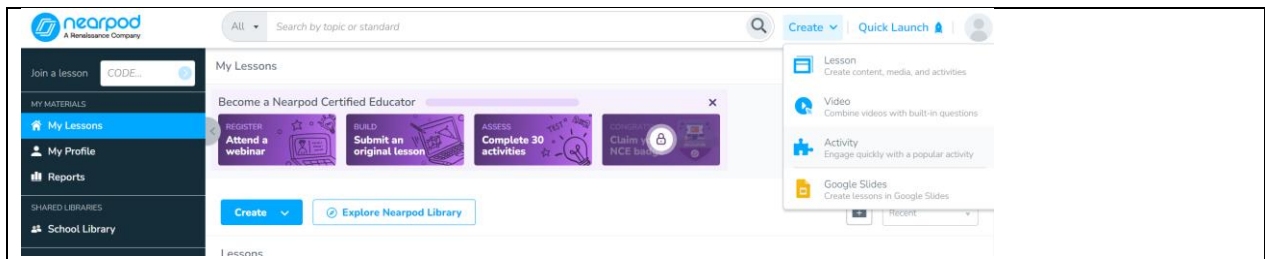 nearpod
A Renaissance Company
All
Search by topic or standard
Create
Quick Launch
Join a lesson
CODE...
MY MATERIALS
My Lessons
My Profile
Reports
SHARED LIBRARIES
School Library
My Lessons
Become a Nearpod Certified Educator
X
REGISTER
Attend a
webinar
BUILD
Submit an
original lesson
ASSESS
Complete 30
activities
TEST
Claim
NCE
Lesson
Create content, media, and activities
Video
Combine videos with built-in questions
Activity
Engage quickly with a popular activity
Google Slides
Create lessons in Google Slides
Create
Explore Nearpod Library
Recent
Lessons